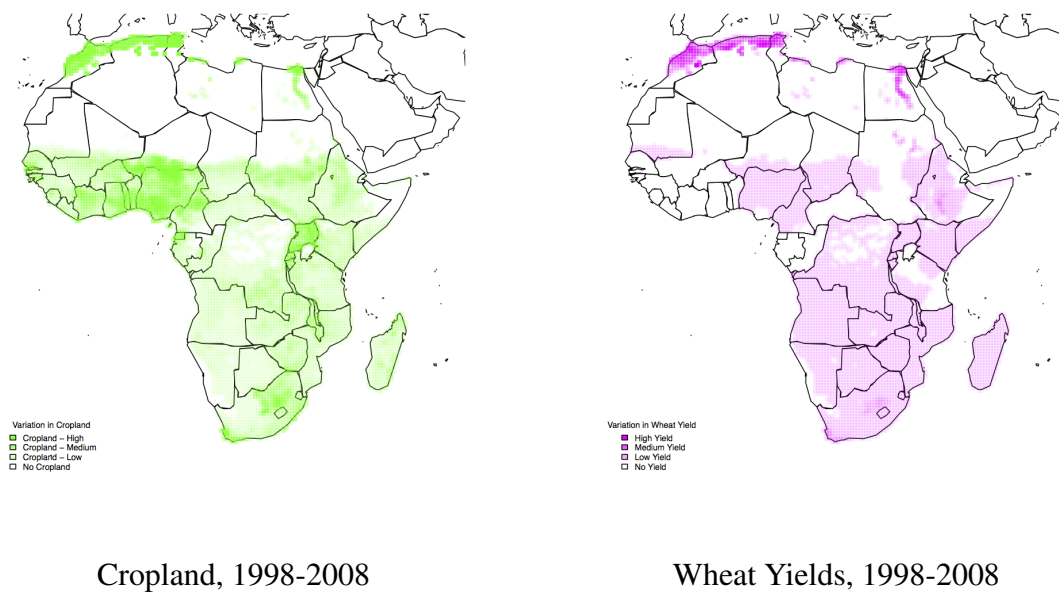 Variation in Cropland
Cropland – High
Cropland – Medium
Cropland – Low
No Cropland
Variation in Wheat Yield
High Yield
Medium Yield
Low Yield
No Yield
Cropland, 1998-2008
Wheat Yields, 1998-2008